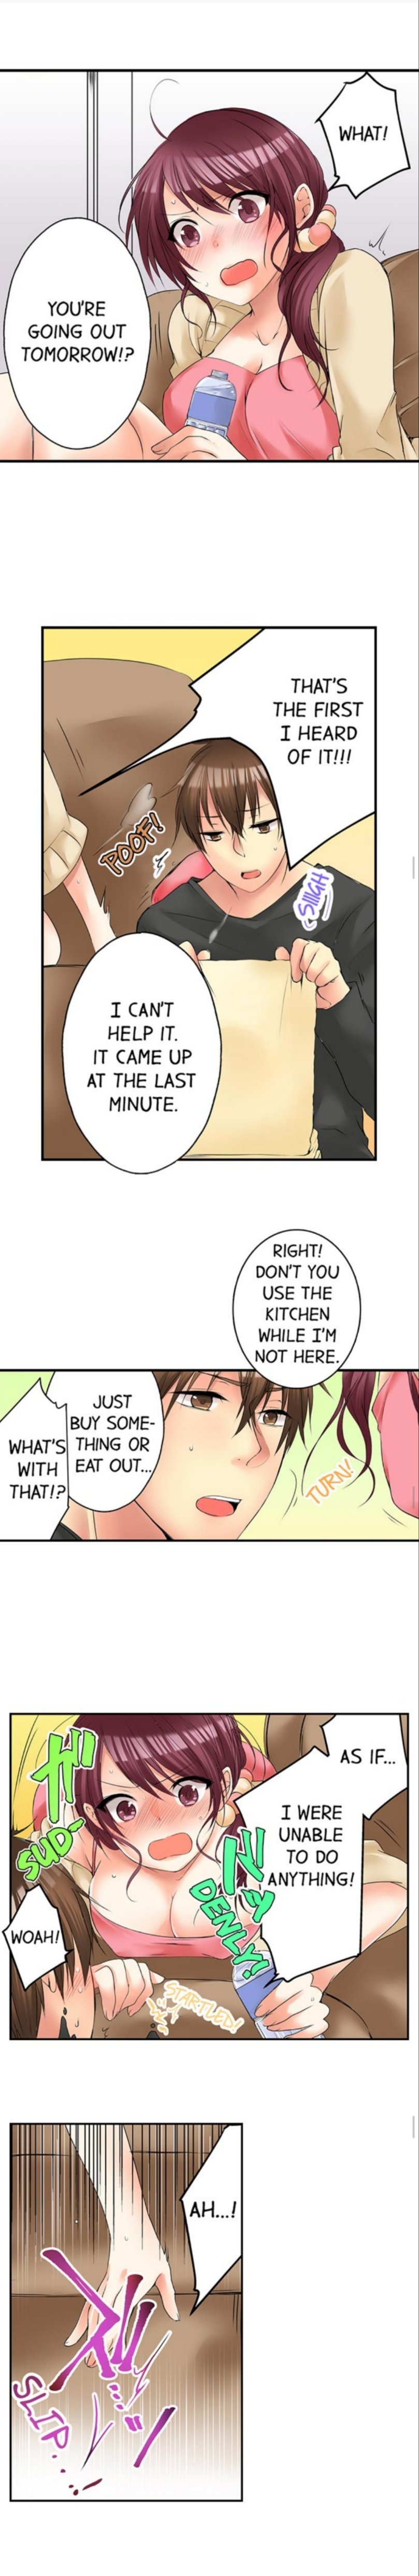 WHAT!
YOU'RE
GOING OUT
TOMORROW!?
THAT'S
THE FIRST
I HEARD
OF IT!!!
POOF!
SIIIGH
I CAN'T
HELP IT.
IT CAME UP
AT THE LAST
MINUTE.
RIGHT!
DON'T YOU
USE THE
KITCHEN
WHILE I'M
NOT HERE.
JUST
BUY SOME-
THING OR
EAT OUT...
WHAT'S
WITH
THAT!?
TURN!
AS IF...
I WERE
UNABLE
TO DO
ANYTHING!
ガ
SUD-
DENLY!
WOAH!
STARTLED!
AH...!
ズ
SLIP...